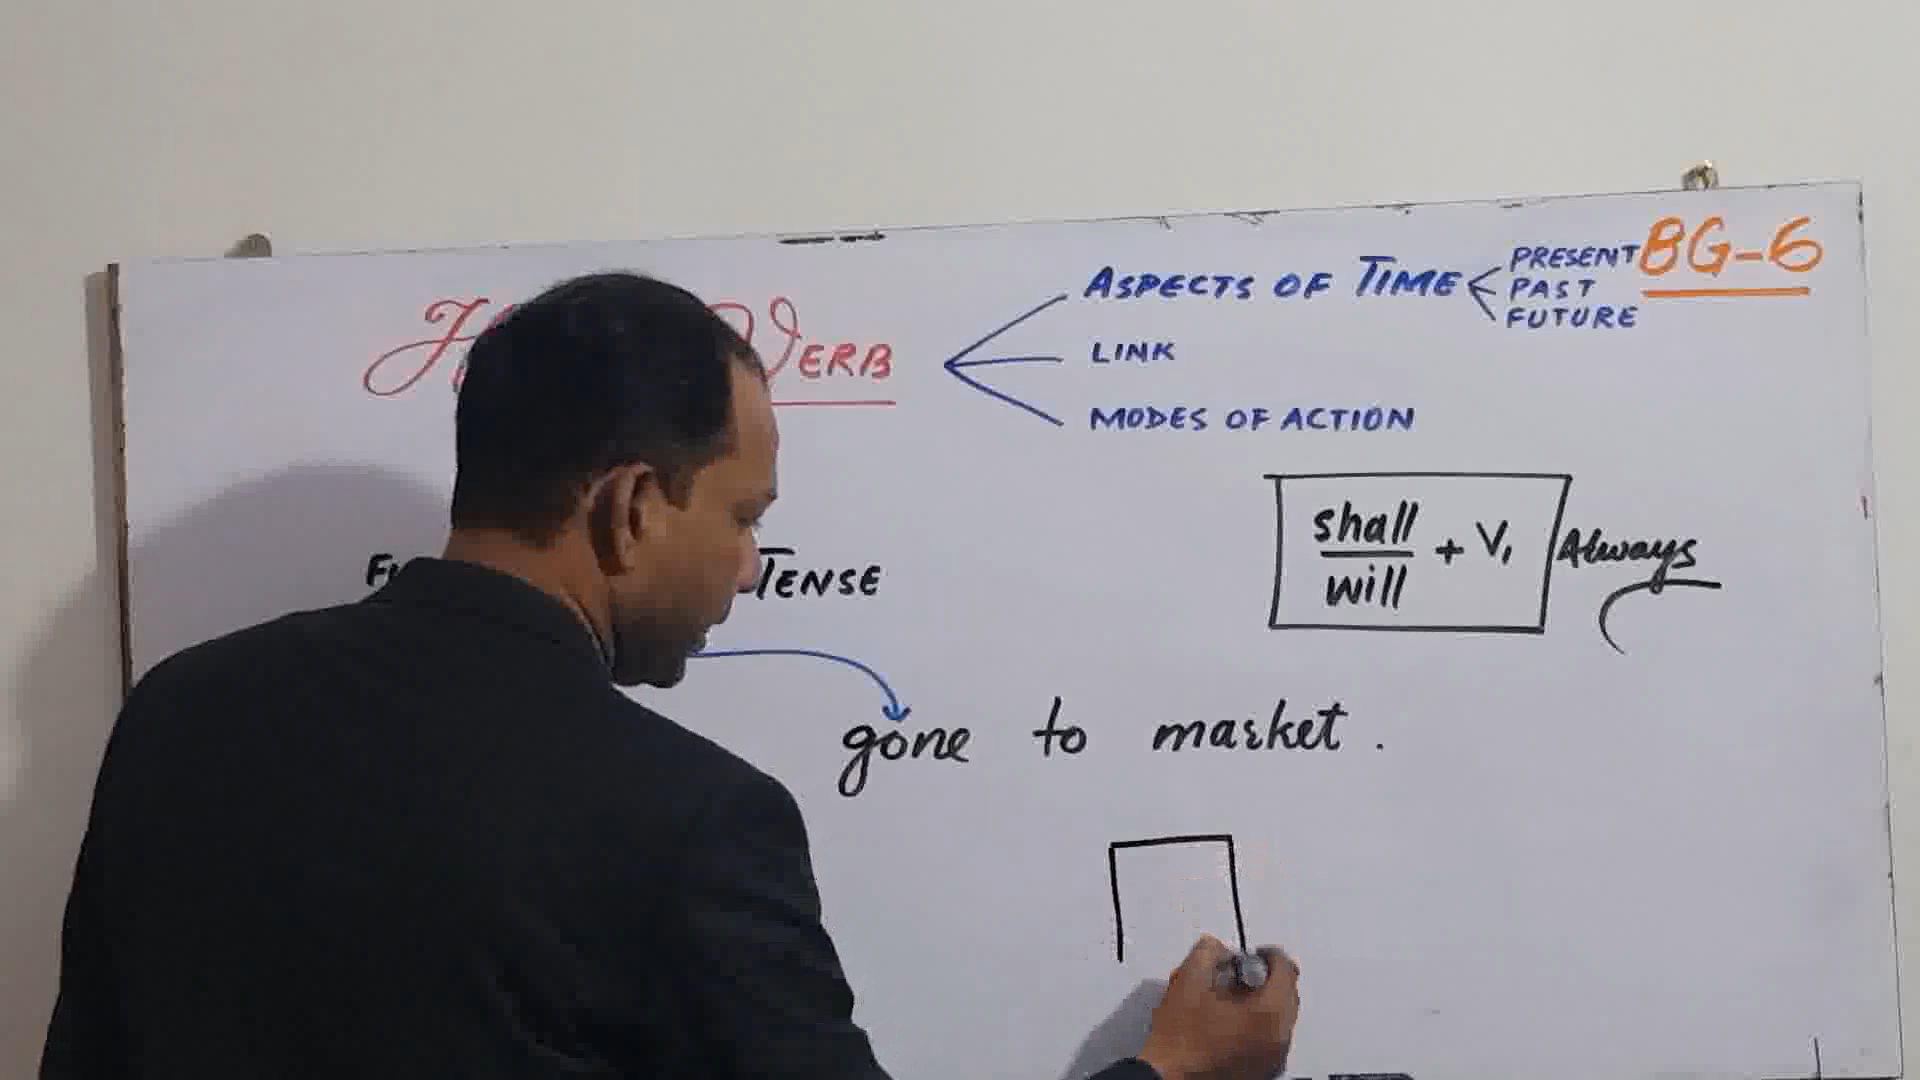 ASPECTS OF TIME
PRESENT
PAST
FUTURE
BG-6
VERB
LINK
MODES OF ACTION
shall
will
+ V₁
Always
TENSE
gone to market.